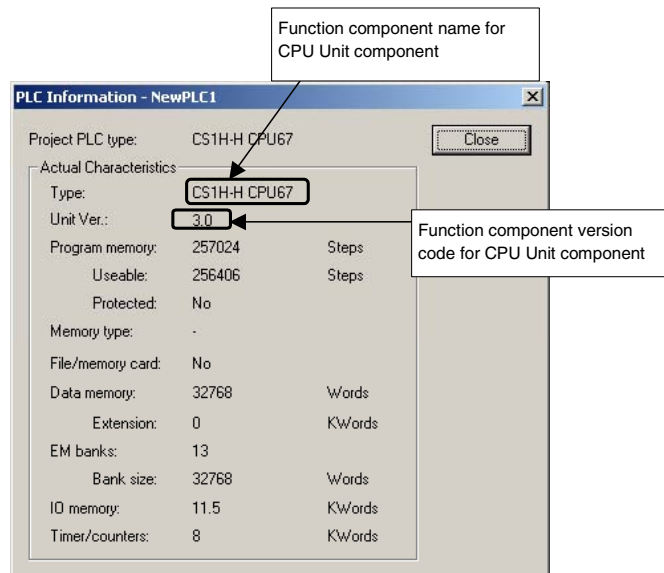 Function component name for
CPU Unit component
PLC Information - NewPLC1
Project PLC type: CS1H-H CPU67 Close
Actual Characteristics
Type: CS1H-H CPU67
Unit Ver.: 3.0
Function component version
code for CPU Unit component
Program memory: 257024 Steps
Useable: 256406 Steps
Protected: No
Memory type: -
File/memory card: No
Data memory: 32768 Words
Extension: 0 KWords
EM banks: 13
Bank size: 32768 Words
IO memory: 11.5 KWords
Timer/counters: 8 KWords